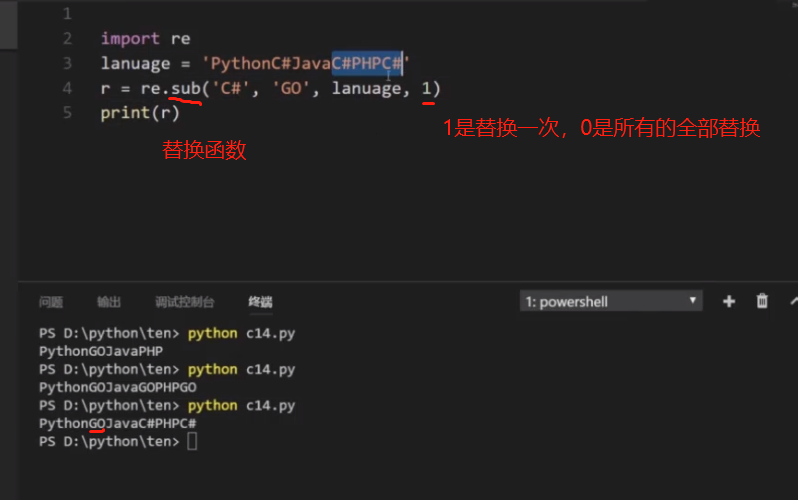 1
2 import re
3 lanuage = 'PythonC#JavaC#PHPC#'
4 r = re.sub('C#', 'GO', lanuage, 1)
5 print(r)
替换函数
1是替换一次，0是所有的全部替换
问题 输出 调试控制台 终端 1: powershell
PS D:\python\ten> python c14.py
PythonGOJavaPHP
PS D:\python\ten> python c14.py
PythonGOJavaGOPHPGO
PS D:\python\ten> python c14.py
PythonGOJavaC#PHPC#
PS D:\python\ten>